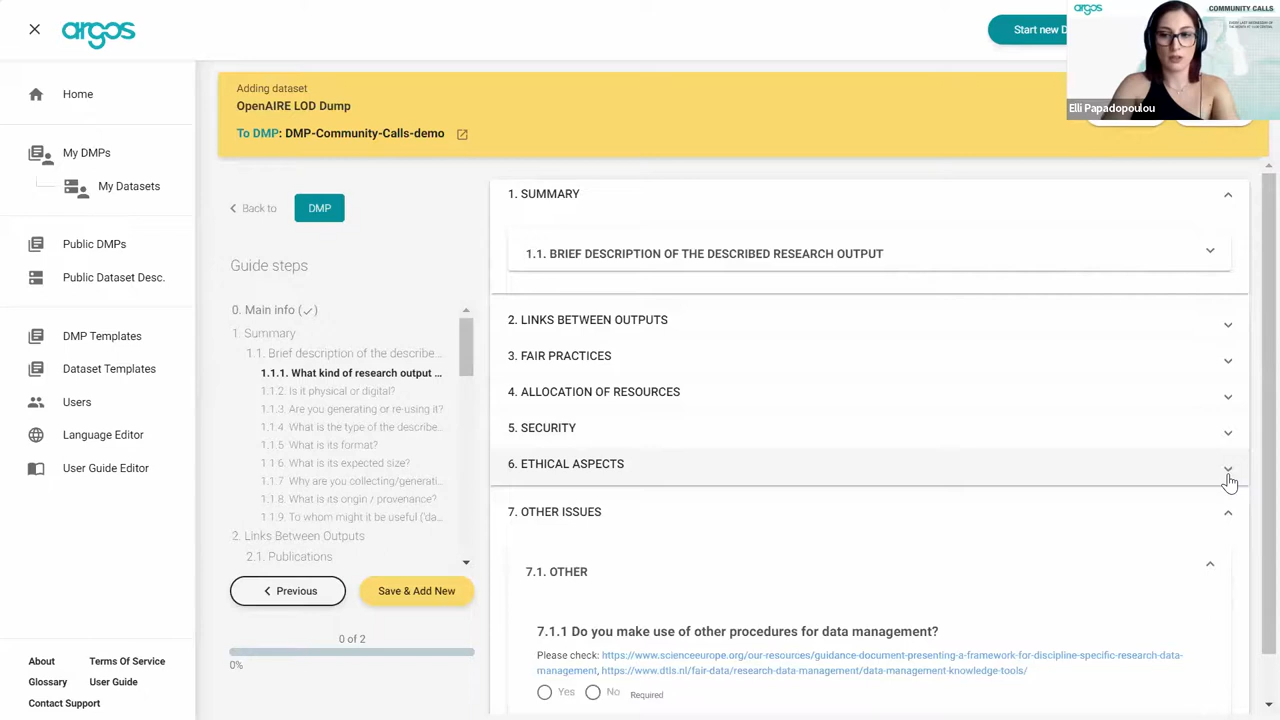 argos
Start new D
argos
COMMUNITY CALLS
Elli Papadopoulou
Home
My DMPs
My Datasets
Public DMPs
Public Dataset Desc.
DMP Templates
Dataset Templates
Users
Language Editor
User Guide Editor
About
Terms Of Service
Glossary
User Guide
Contact Support
Adding dataset
OpenAIRE LOD Dump
To DMP: DMP-Community-Calls-demo
Back to
DMP
Guide steps
0. Main info (✓)
1 Summary
1.1. Brief description of the describe...
1.1.1. What kind of research output ...
1.1.2. Is it physical or digital?
1.1.3. Are you generating or re-using it?
1.1.4 What is the type of the describe...
1.1.5 What is its format?
1.1.6 What is its expected size?
1.1.7 Why are you collecting/generati...
1.1.8 What is its origin / provenance?
1.1.9 To whom might it be useful ('da...
2. Links Between Outputs
2.1. Publications
Previous
Save & Add New
0 of 2
0%
1. SUMMARY
1.1. BRIEF DESCRIPTION OF THE DESCRIBED RESEARCH OUTPUT
2. LINKS BETWEEN OUTPUTS
3. FAIR PRACTICES
4. ALLOCATION OF RESOURCES
5. SECURITY
6. ETHICAL ASPECTS
7. OTHER ISSUES
7.1. OTHER
7.1.1 Do you make use of other procedures for data management?
Please check: https://www.scienceeurope.org/our-resources/guidance-document-presenting-a-framework-for-discipline-specific-research-data-
management, https://www.dtls.nl/fair-data/research-data-management/data-management-knowledge-tools/
Yes No Required